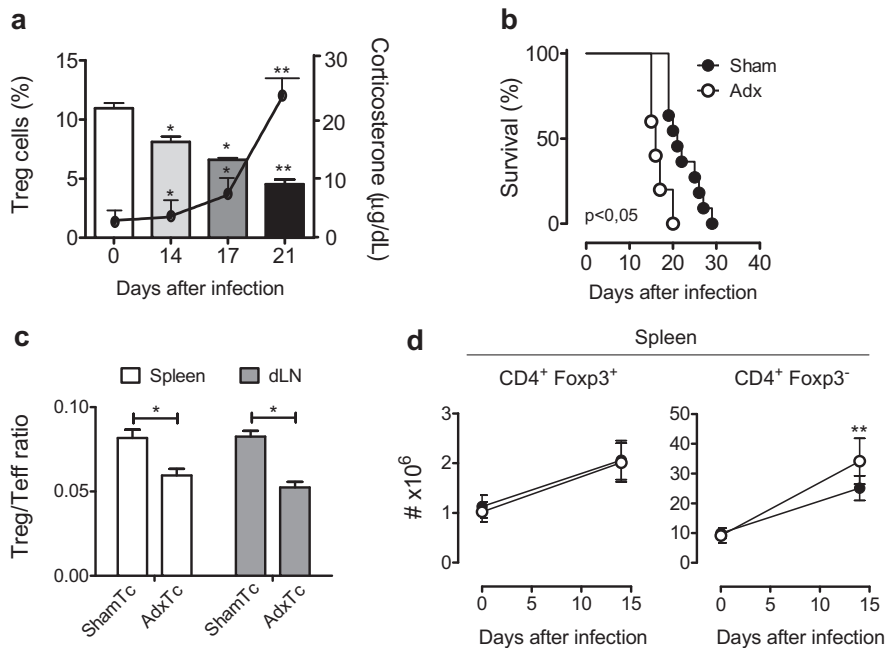 a
Treg cells (%)
15
10
5
0
30
20
10
0
Corticosterone (μg/dL)
**
*
*
*
*
**
0 14 17 21
Days after infection
b
Survival (%)
100
50
0
Sham
Adx
p<0,05
0 10 20 30 40
Days after infection
c
Spleen dLN
Treg/Teff ratio
0.10
0.05
0.00
* *
ShamTc AdxTc ShamTc AdxTc
d
Spleen
CD4+ Foxp3+ CD4+ Foxp3-
# x10⁶
3
2
1
0
0 5 10 15
Days after infection
50
40
30
20
10
0
**
0 5 10 15
Days after infection